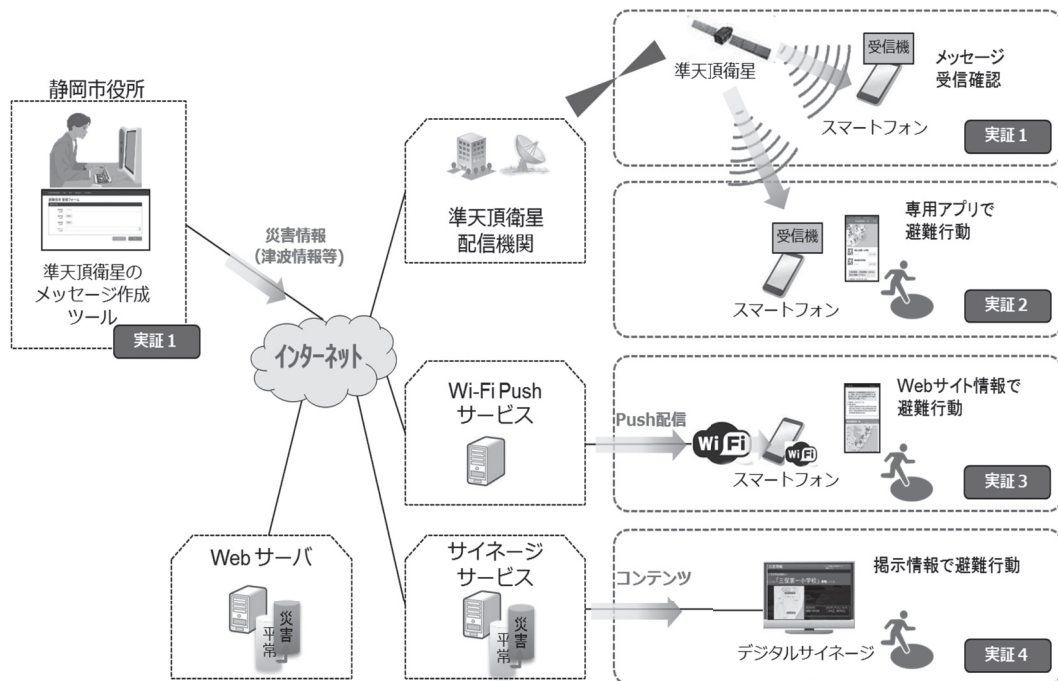 静岡市役所
準天頂衛星の
メッセージ作成
ツール
実証1
災害情報
(津波情報等)
インターネット
準天頂衛星
配信機関
準天頂衛星
受信機
スマートフォン
メッセージ
受信確認
実証1
受信機
スマートフォン
専用アプリで
避難行動
実証2
Wi-Fi Push
サービス
Push配信
Wi Fi
スマートフォン
Wi Fi
Webサイト情報で
避難行動
実証3
Web サーバ
平常
災害
サイネージ
サービス
平常
災害
コンテンツ
「三保第一小学校」
デジタルサイネージ
掲示情報で避難行動
実証4